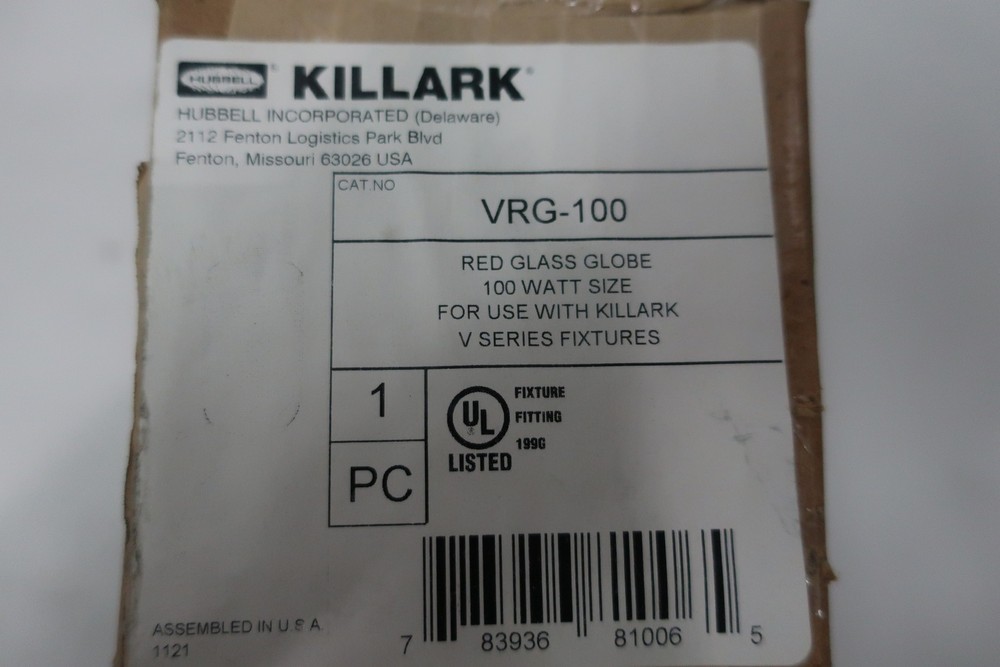 HUBBELL® KILLARK®
HUBBELL INCORPORATED (Delaware)
2112 Fenton Logistics Park Blvd
Fenton, Missouri 63026 USA
CAT.NO
VRG-100
RED GLASS GLOBE
100 WATT SIZE
FOR USE WITH KILLARK
V SERIES FIXTURES
1
PC
UL®
LISTED
FIXTURE
FITTING
199G
ASSEMBLED IN U.S.A.
1121
7 83936 81006 5